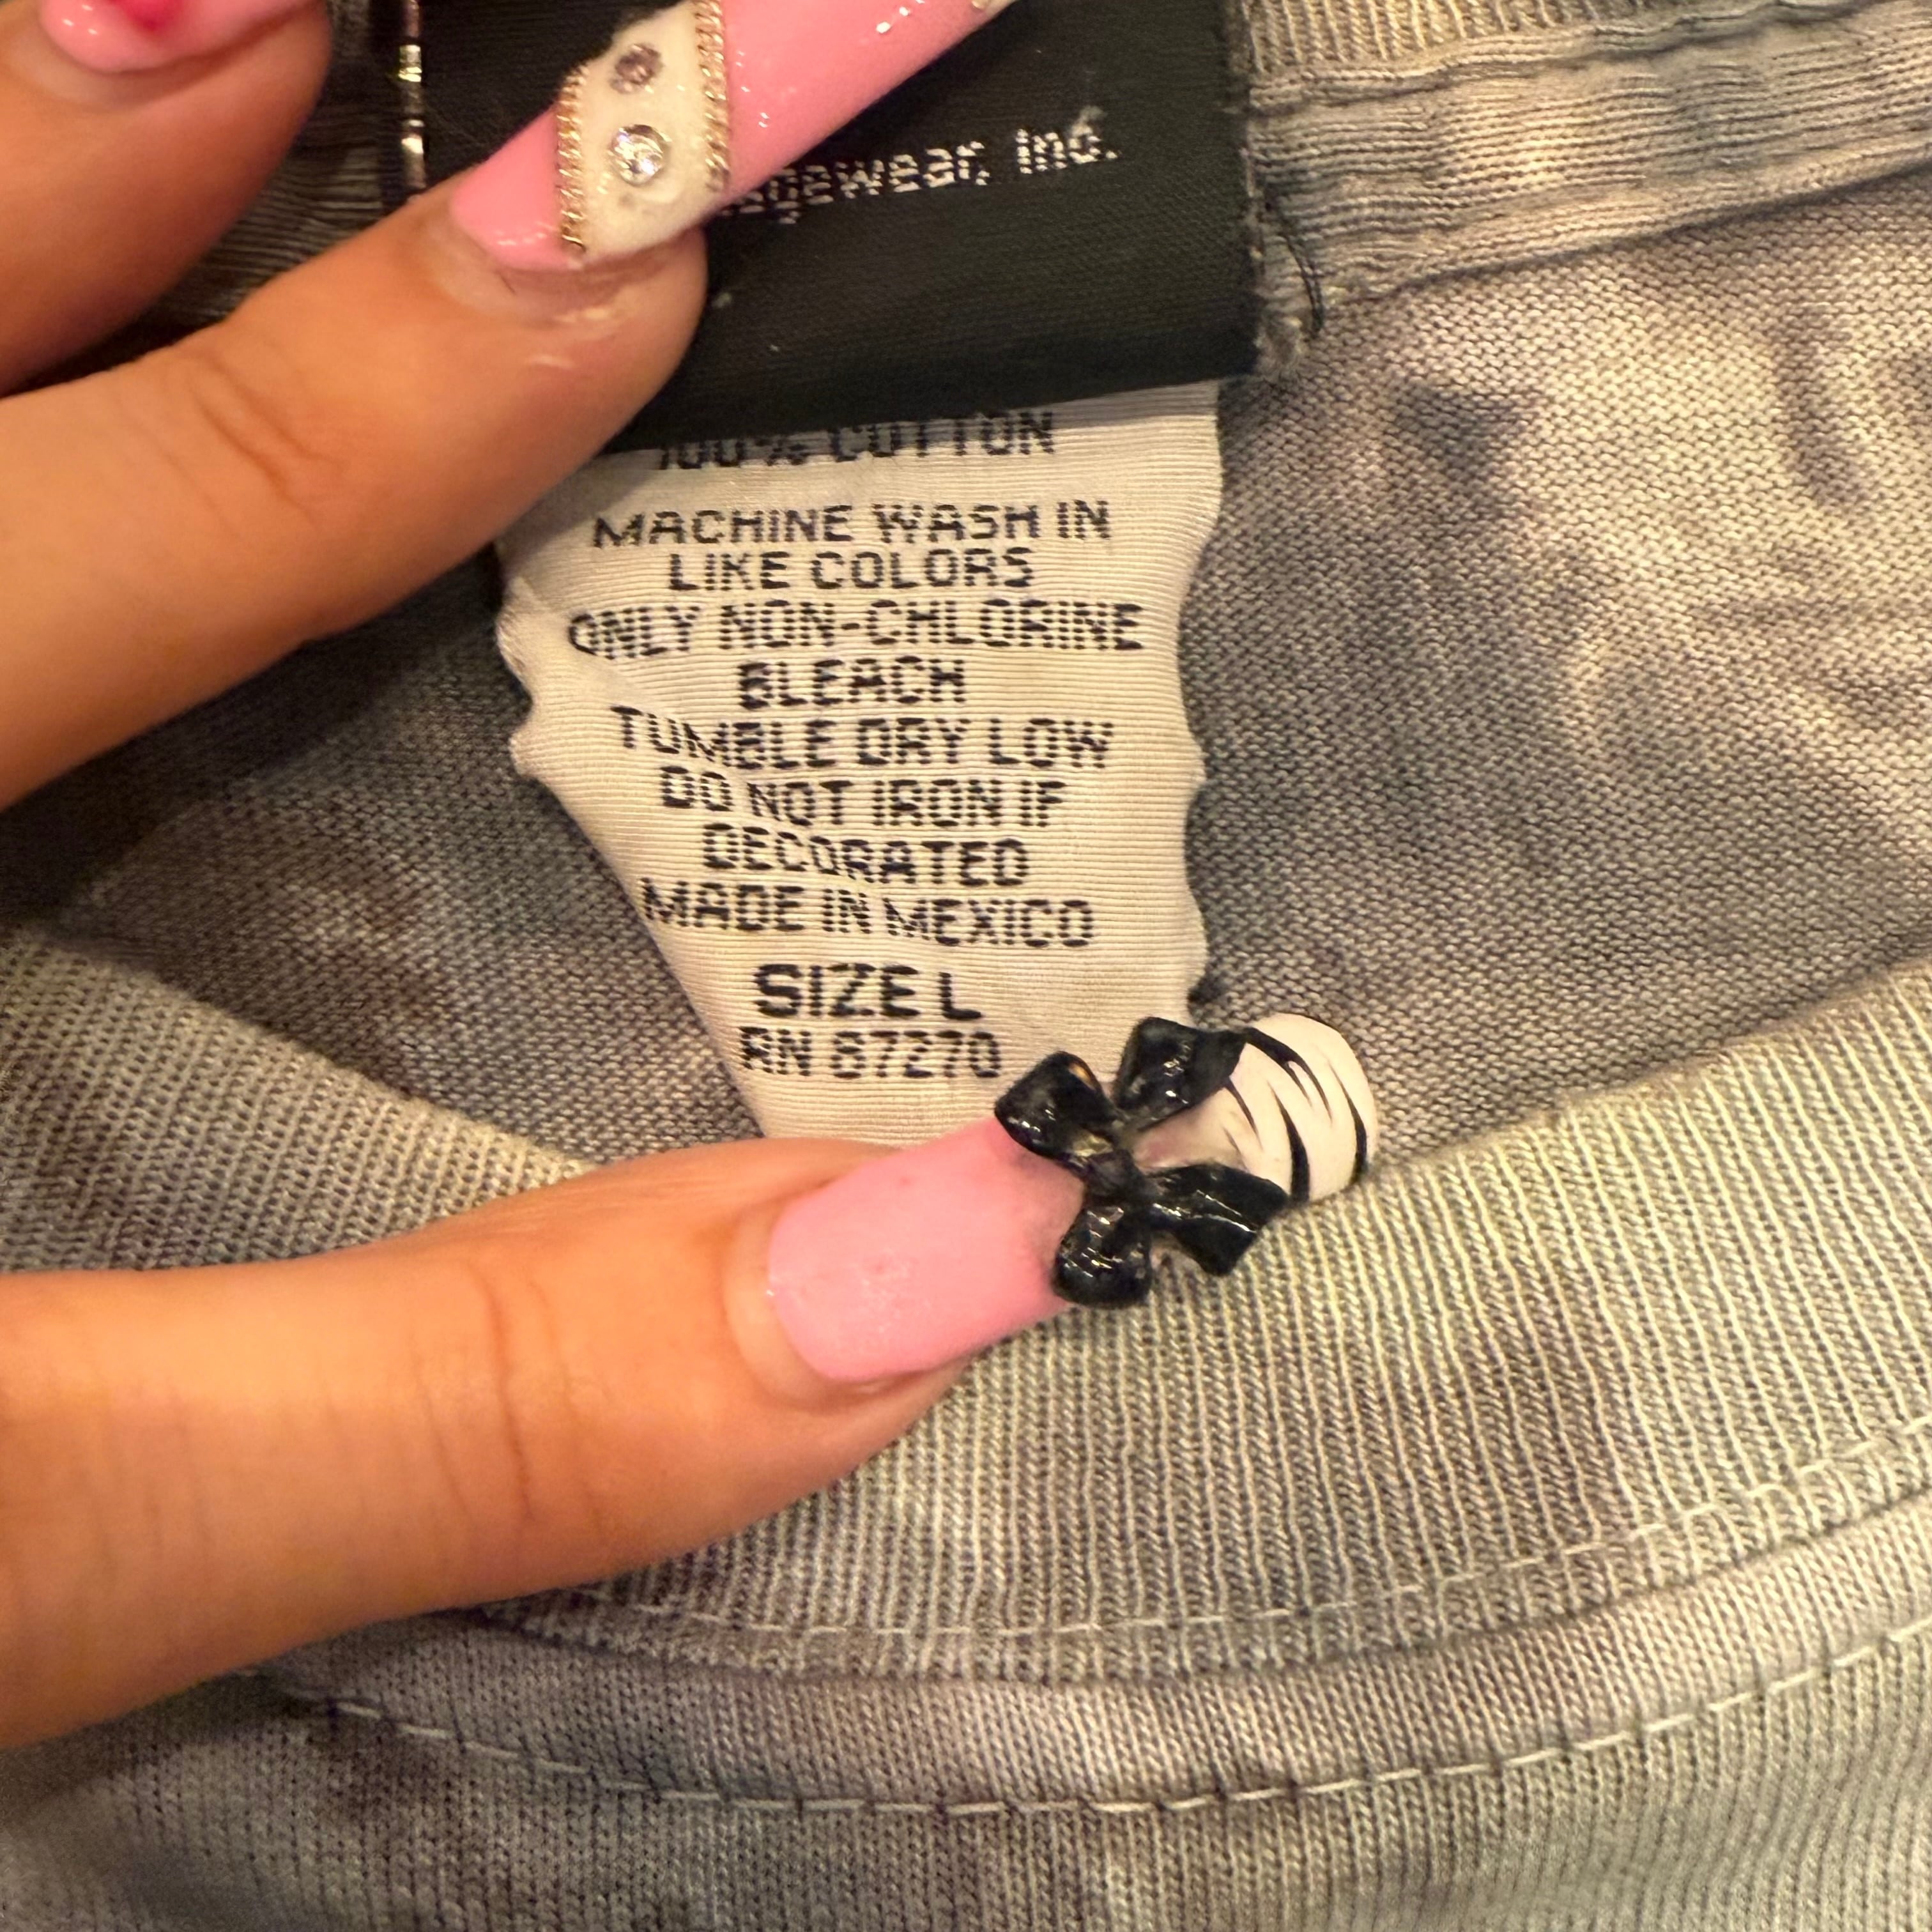 Inc.
100% COTTON
MACHINE WASH IN
LIKE COLORS
ONLY NON-CHLORINE
BLEACH
TUMBLE DRY LOW
DO NOT IRON IF
DECORATED
MADE IN MEXICO
SIZE L
RN 87270